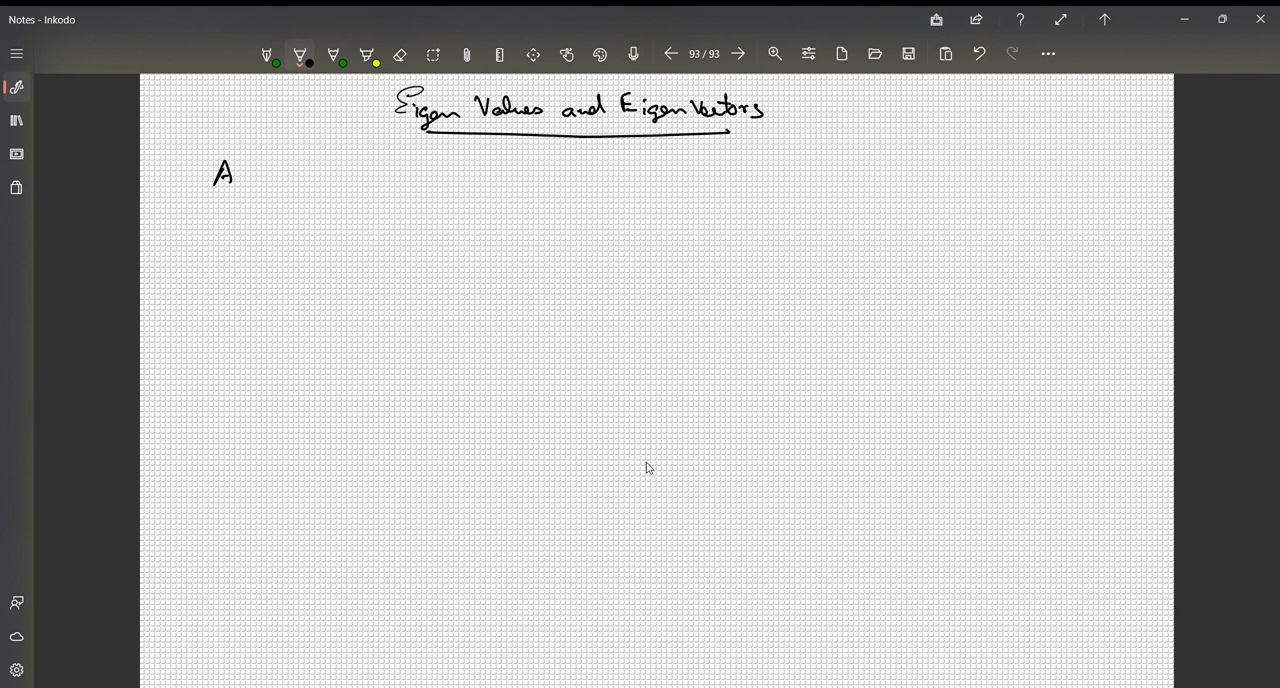 Notes - Inkodo
93 / 93
Eigen Values and Eigen Vectors
A